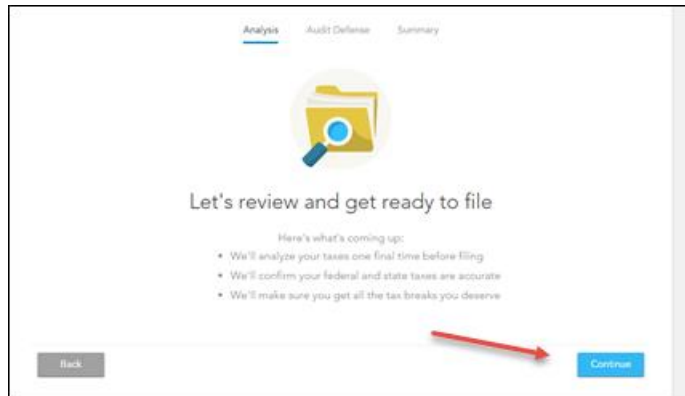 Analysis Audit Defense Summary
Let's review and get ready to file
Here's what's coming up:
• We'll analyze your taxes one final time before filing
• We'll confirm your federal and state taxes are accurate
• We'll make sure you get all the tax breaks you deserve
Back Continue